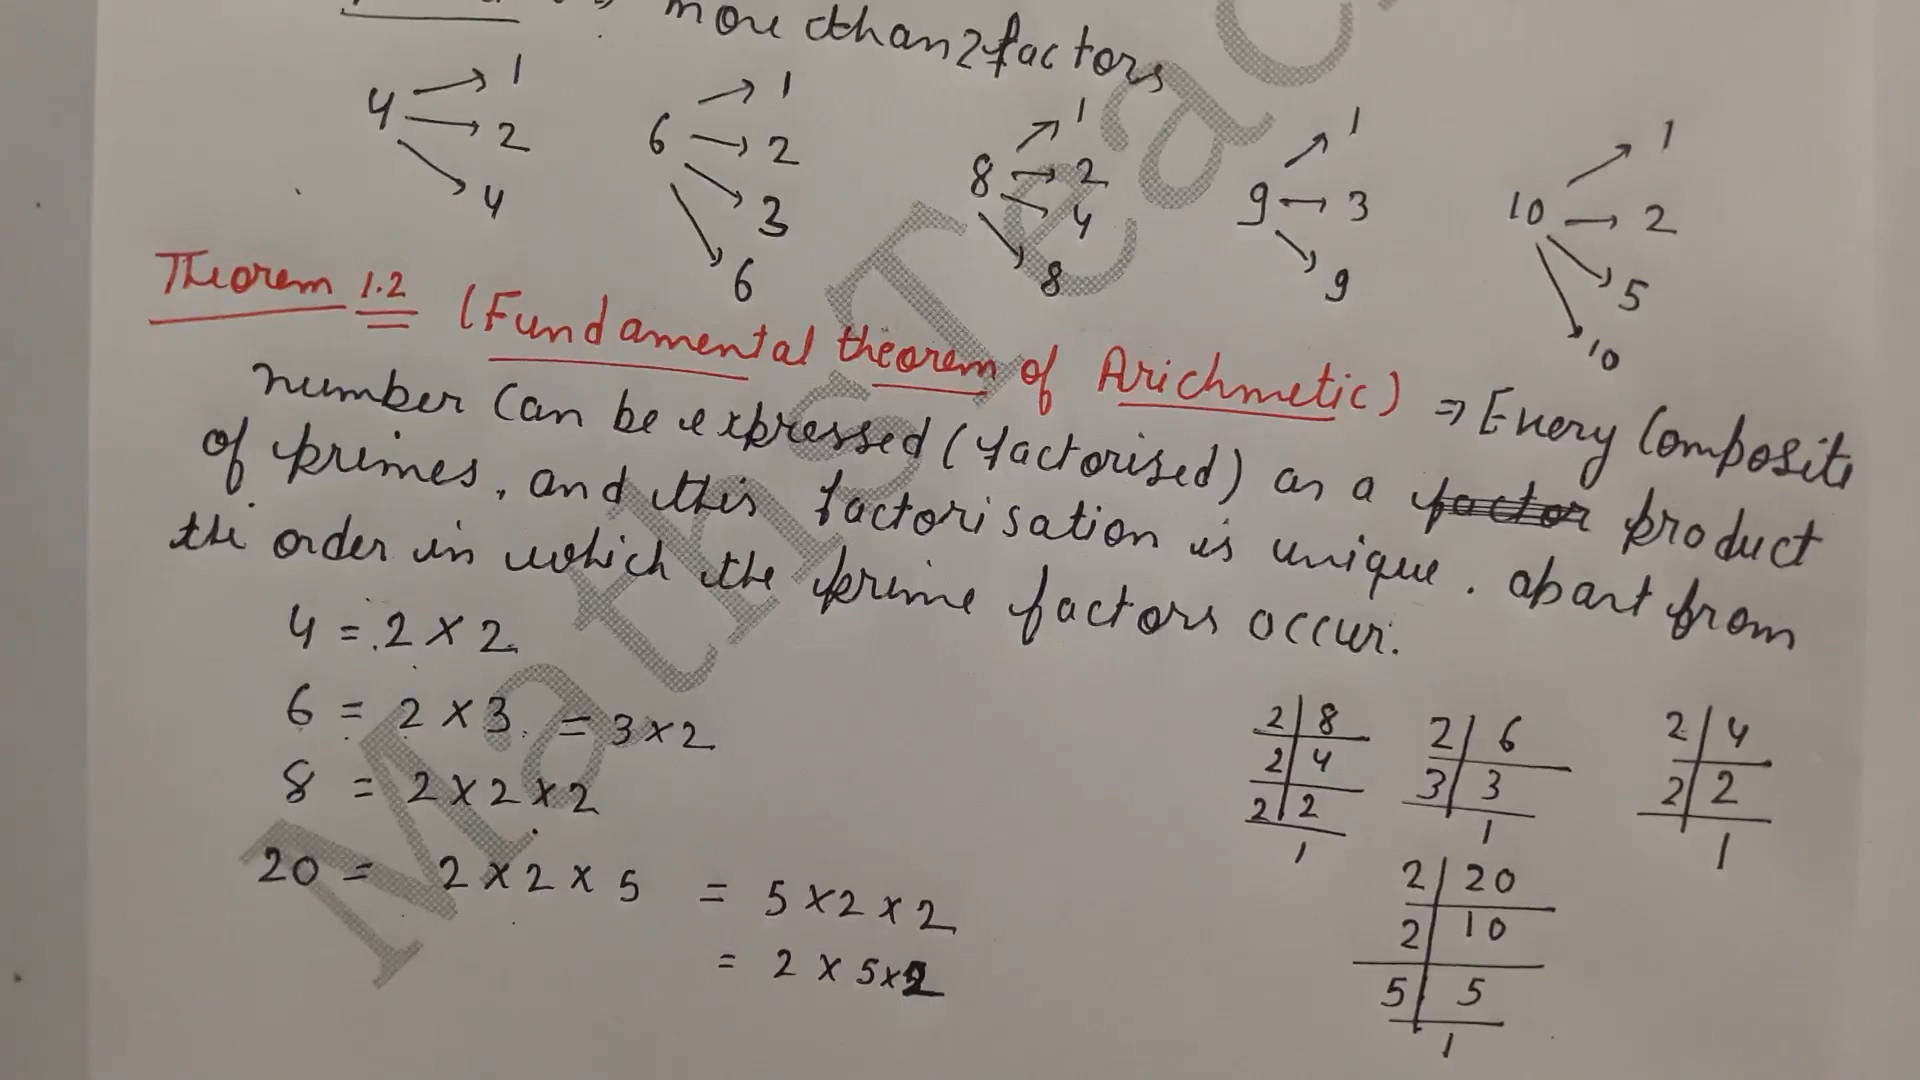 more than 2 factors
4 → 1
→ 2
→ 4
6 → 1
→ 2
→ 3
→ 6
8 → 1
→ 2
→ 4
→ 8
9 → 1
→ 3
→ 9
10 → 1
→ 2
→ 5
→ 10
Theorem 1.2 (Fundamental theorem of Arichmetic) ⇒ Every Composite
number can be expressed (factorised) as a factor product
of primes, and this factorisation is unique. apart from
the order in which the prime factors occur.
4 = 2 × 2
6 = 2 × 3 = 3 × 2
8 = 2 × 2 × 2
20 = 2 × 2 × 5 = 5 × 2 × 2
= 2 × 5 × 2
2 | 8
2 | 4
2 | 2
1
2 | 6
3 | 3
1
2 | 4
2 | 2
1
2 | 20
2 | 10
5 | 5
1
MathsTeac